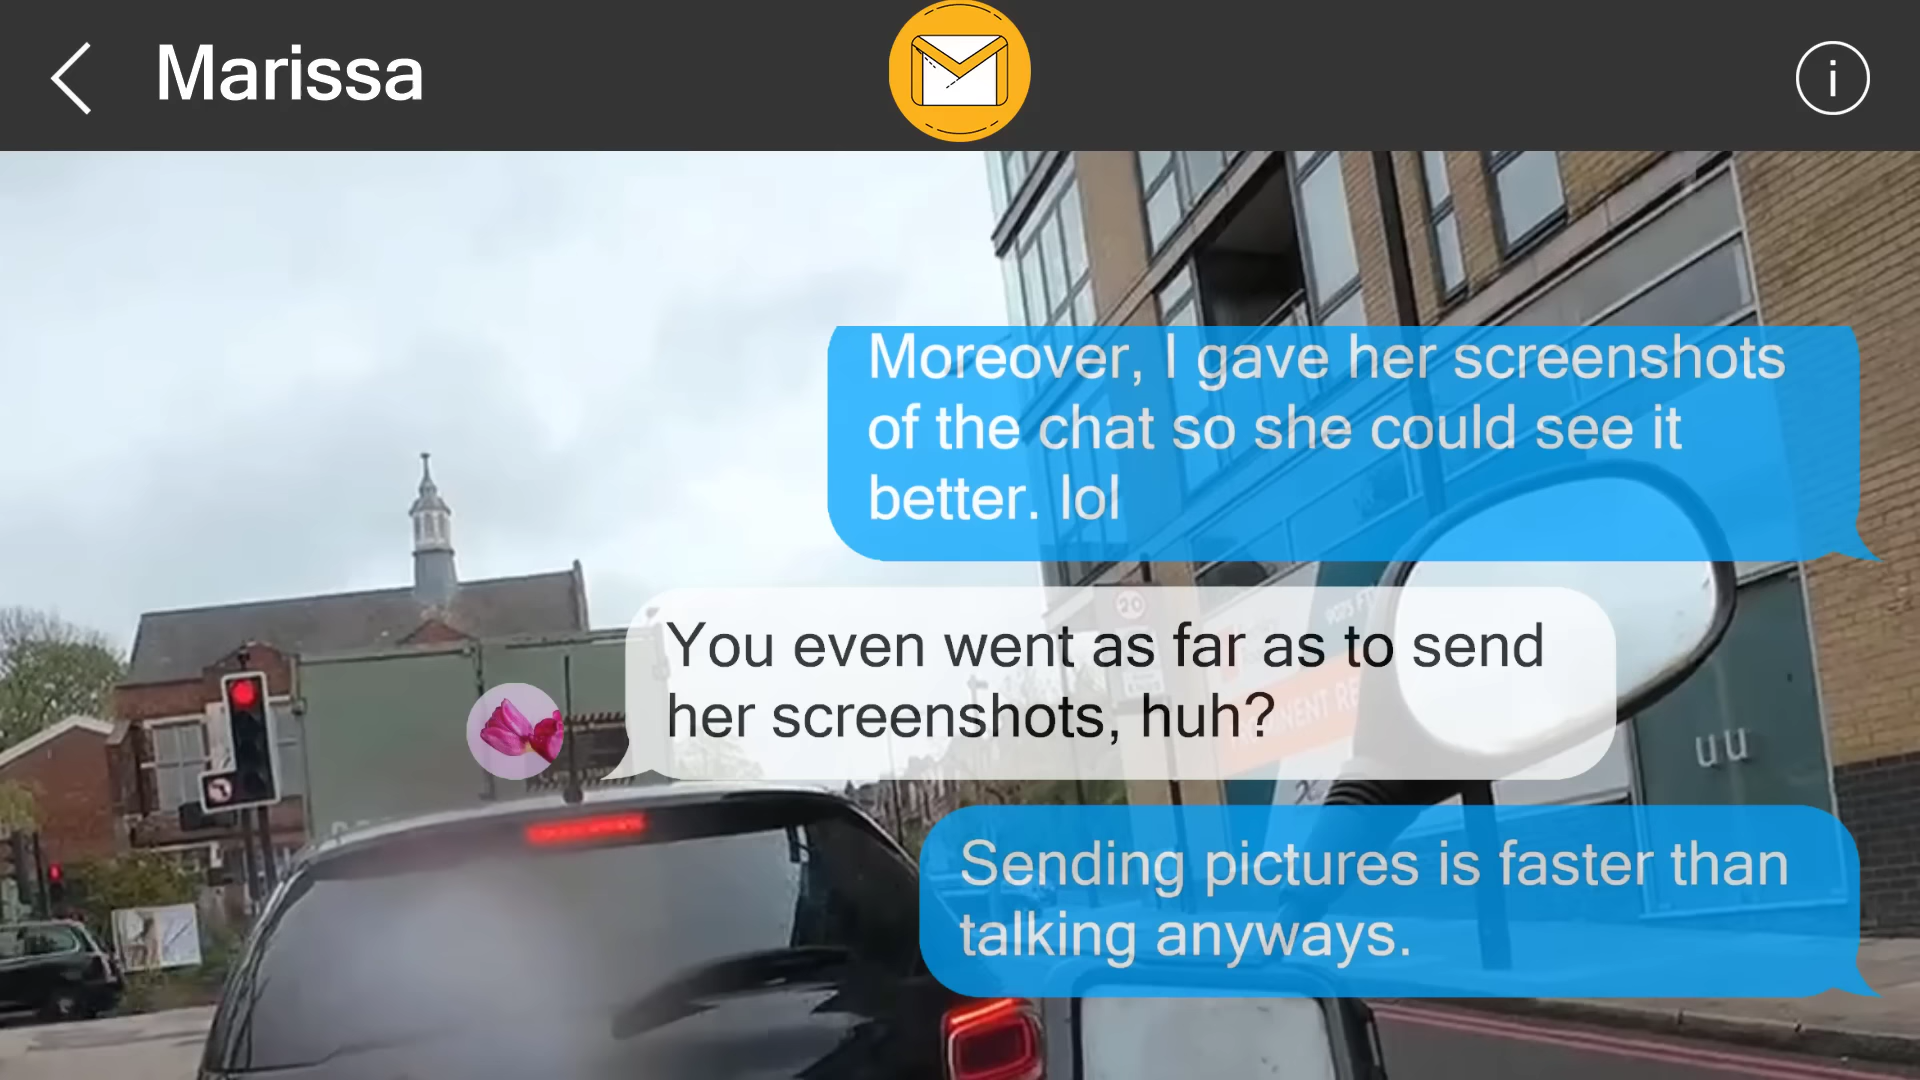 Marissa
i
Moreover, I gave her screenshots
of the chat so she could see it
better. lol
20
You even went as far as to send
her screenshots, huh?
Sending pictures is faster than
talking anyways.